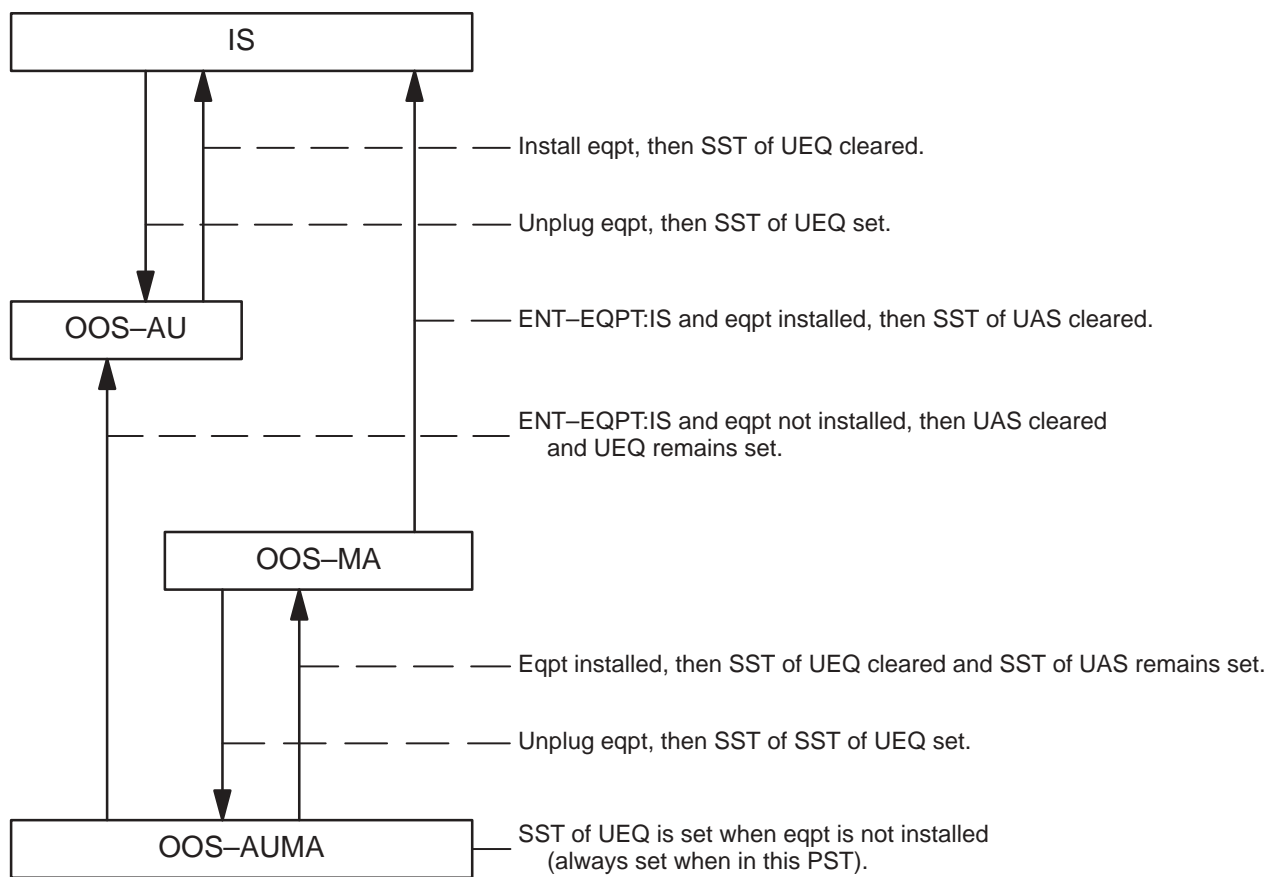 IS
Install eqpt, then SST of UEQ cleared.
Unplug eqpt, then SST of UEQ set.
OOS–AU
ENT–EQPT:IS and eqpt installed, then SST of UAS cleared.
ENT–EQPT:IS and eqpt not installed, then UAS cleared
and UEQ remains set.
OOS–MA
Eqpt installed, then SST of UEQ cleared and SST of UAS remains set.
Unplug eqpt, then SST of SST of UEQ set.
OOS–AUMA
SST of UEQ is set when eqpt is not installed
(always set when in this PST).